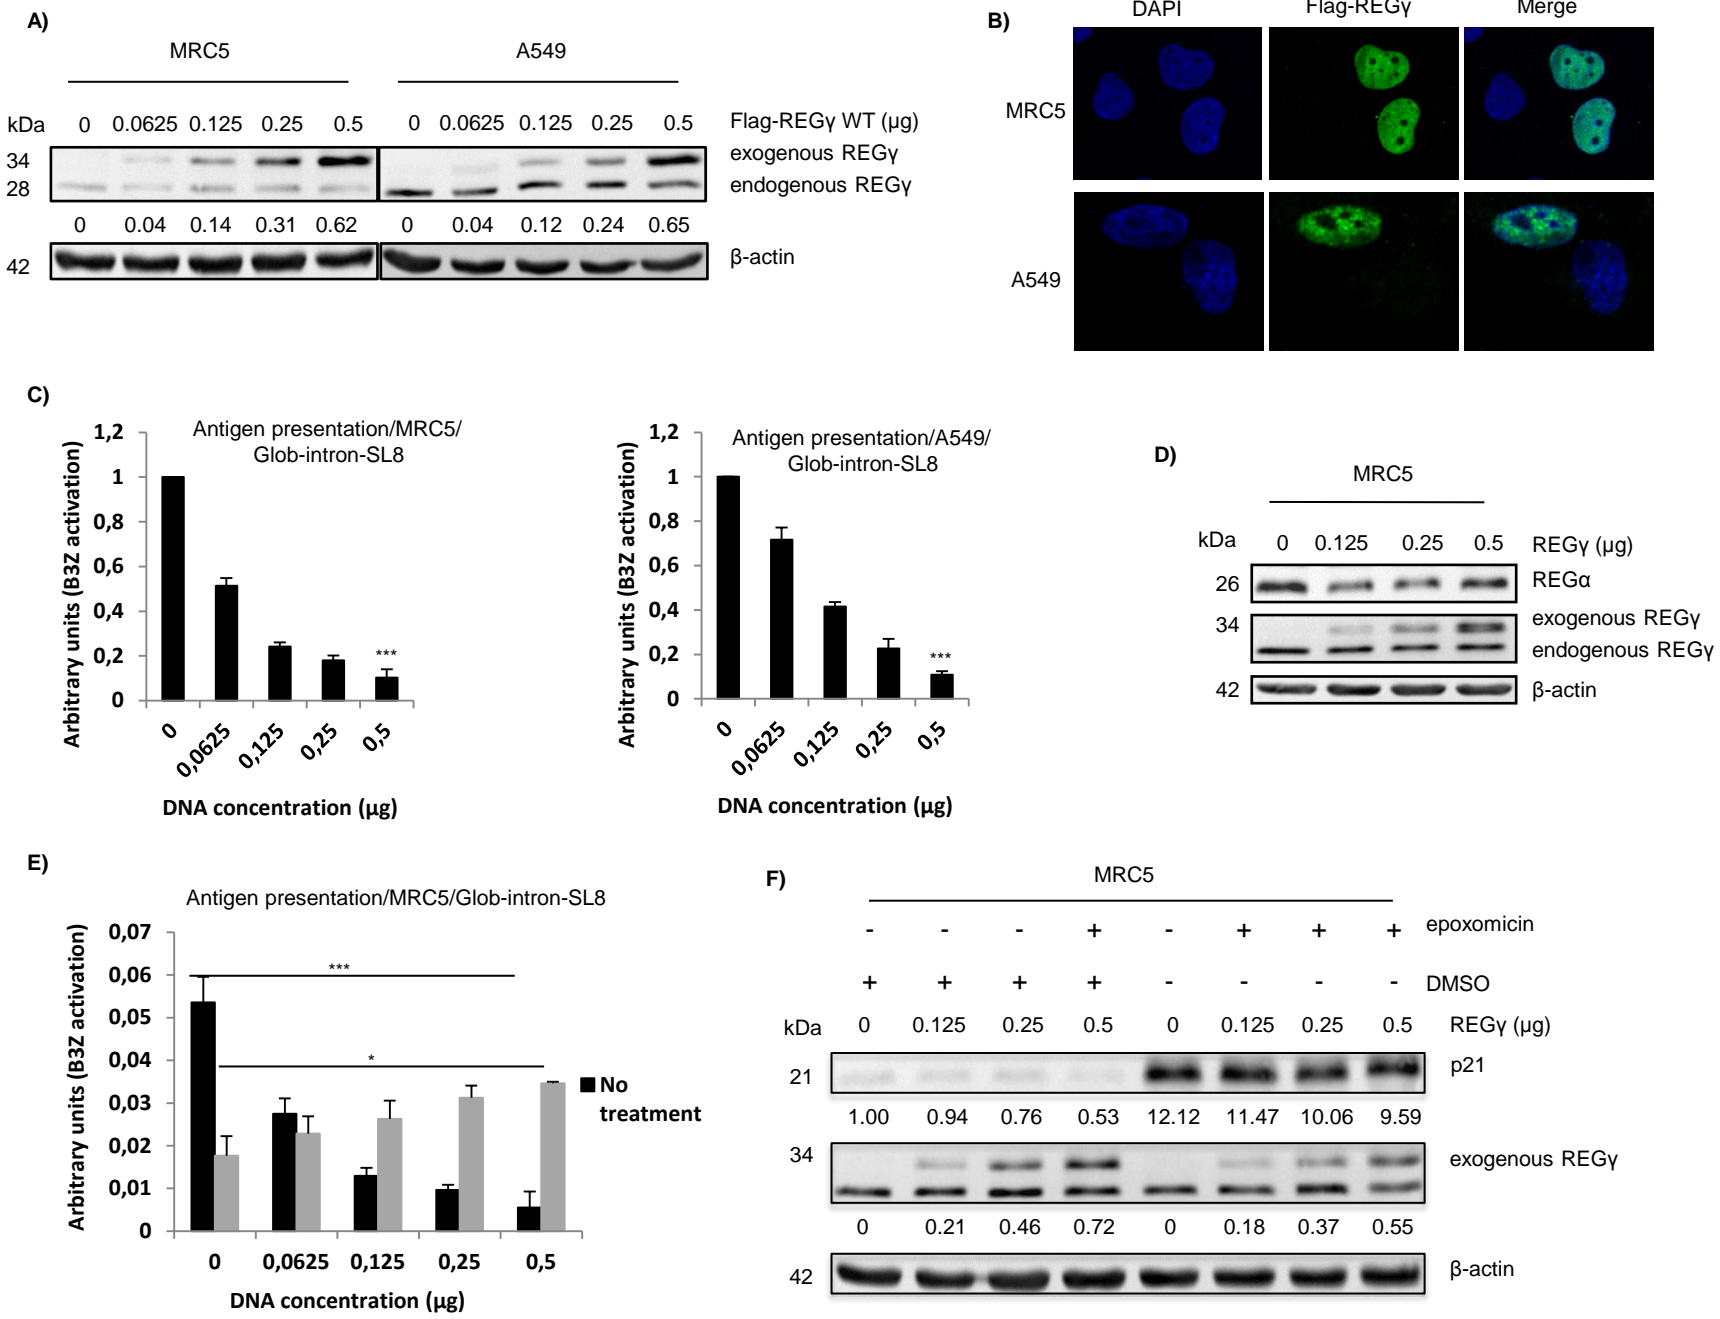 A)
MRC5 A549
kDa 0 0.0625 0.125 0.25 0.5 0 0.0625 0.125 0.25 0.5 Flag-REGγ WT (µg)
34 exogenous REGγ
28 endogenous REGγ
0 0.04 0.14 0.31 0.62 0 0.04 0.12 0.24 0.65
42 β-actin
B)
DAPI Flag-REGγ Merge
MRC5
A549
C)
Antigen presentation/MRC5/
Glob-intron-SL8
Arbitrary units (B3Z activation)
1,2
1
0,8
0,6
0,4
0,2
0
***
0 0,0625 0,125 0,25 0,5
DNA concentration (µg)
Antigen presentation/A549/
Glob-intron-SL8
Arbitrary units (B3Z activation)
1,2
1
0,8
0,6
0,4
0,2
0
***
0 0,0625 0,125 0,25 0,5
DNA concentration (µg)
D)
MRC5
kDa 0 0.125 0.25 0.5 REGγ (µg)
26 REGα
34 exogenous REGγ
endogenous REGγ
42 β-actin
E)
Antigen presentation/MRC5/Glob-intron-SL8
Arbitrary units (B3Z activation)
0,07
0,06
0,05
0,04
0,03
0,02
0,01
0
***
*
No
treatment
0 0,0625 0,125 0,25 0,5
DNA concentration (µg)
F)
MRC5
- - - + - + + + epoxomicin
+ + + + - - - - DMSO
kDa 0 0.125 0.25 0.5 0 0.125 0.25 0.5 REGγ (µg)
21 p21
1.00 0.94 0.76 0.53 12.12 11.47 10.06 9.59
34 exogenous REGγ
0 0.21 0.46 0.72 0 0.18 0.37 0.55
42 β-actin